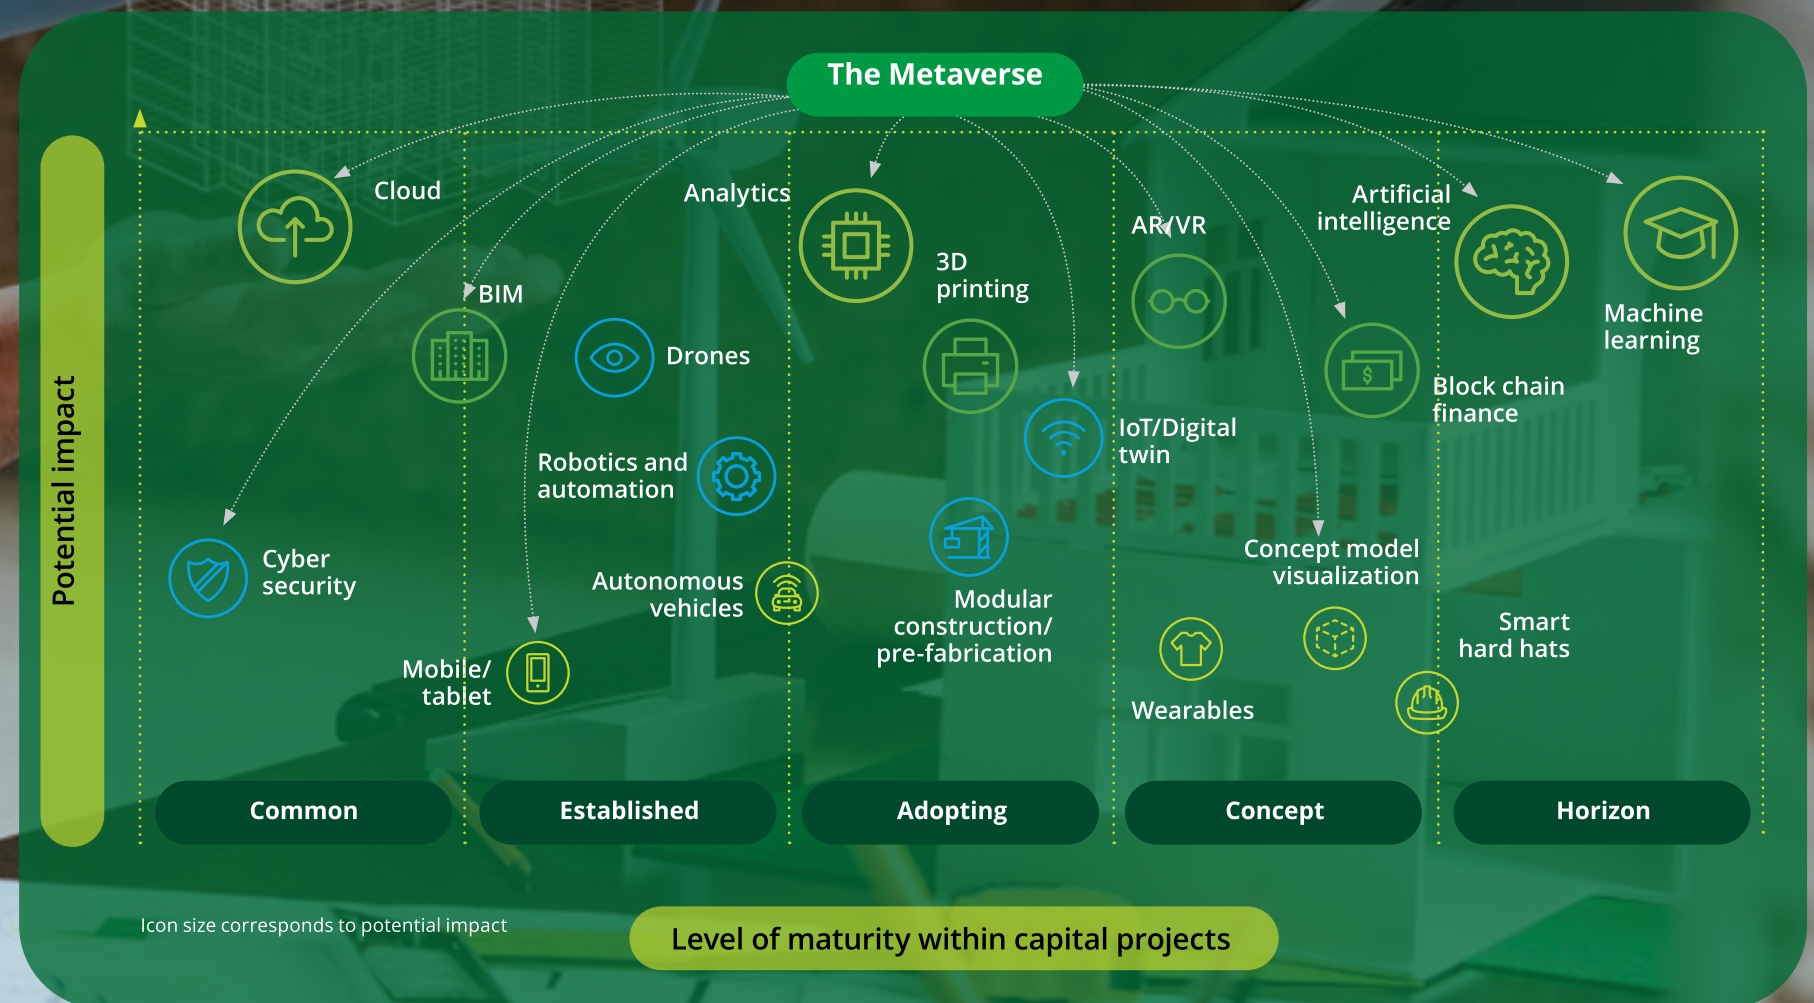 The Metaverse
Potential impact
Cloud
Analytics
AR/VR
Artificial
intelligence
Machine
learning
BIM
Drones
3D
printing
Block chain
finance
IoT/Digital
twin
Robotics and
automation
Cyber
security
Autonomous
vehicles
Modular
construction/
pre-fabrication
Concept model
visualization
Smart
hard hats
Mobile/
tablet
Wearables
$
Common
Established
Adopting
Concept
Horizon
Icon size corresponds to potential impact
Level of maturity within capital projects